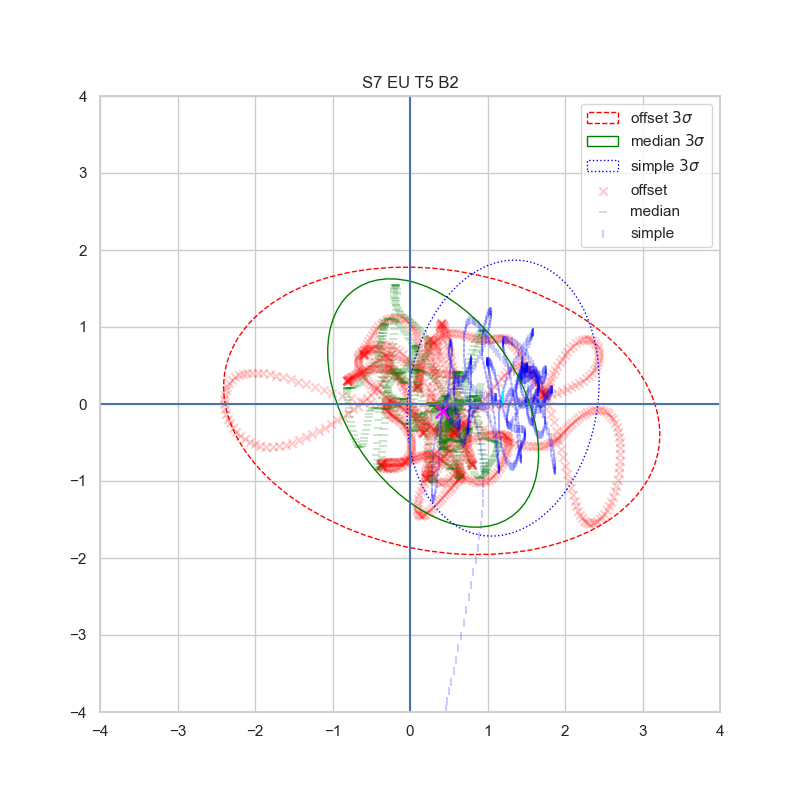 S7 EU T5 B2
offset 3σ
median 3σ
simple 3σ
offset
median
simple
4
3
2
1
0
−1
−2
−3
−4
−4 −3 −2 −1 0 1 2 3 4